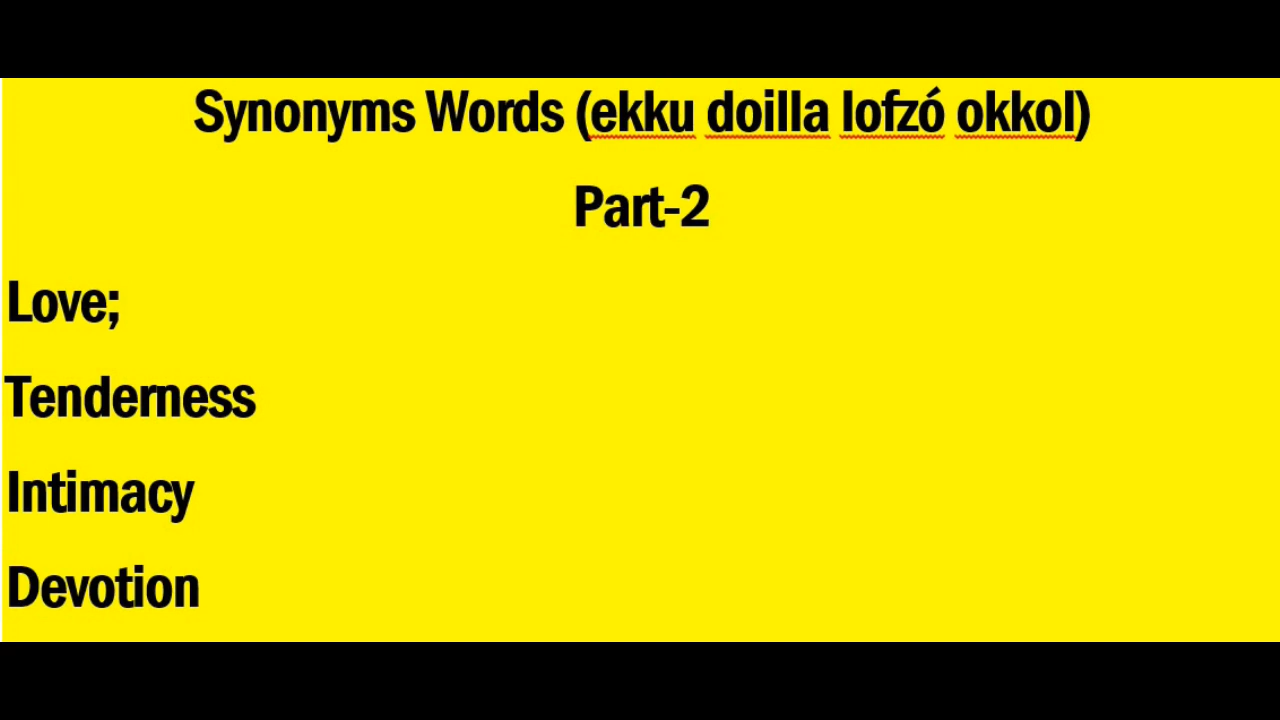 Synonyms Words (ekku doilla lofzó okkol)
Part-2
Love;
Tenderness
Intimacy
Devotion